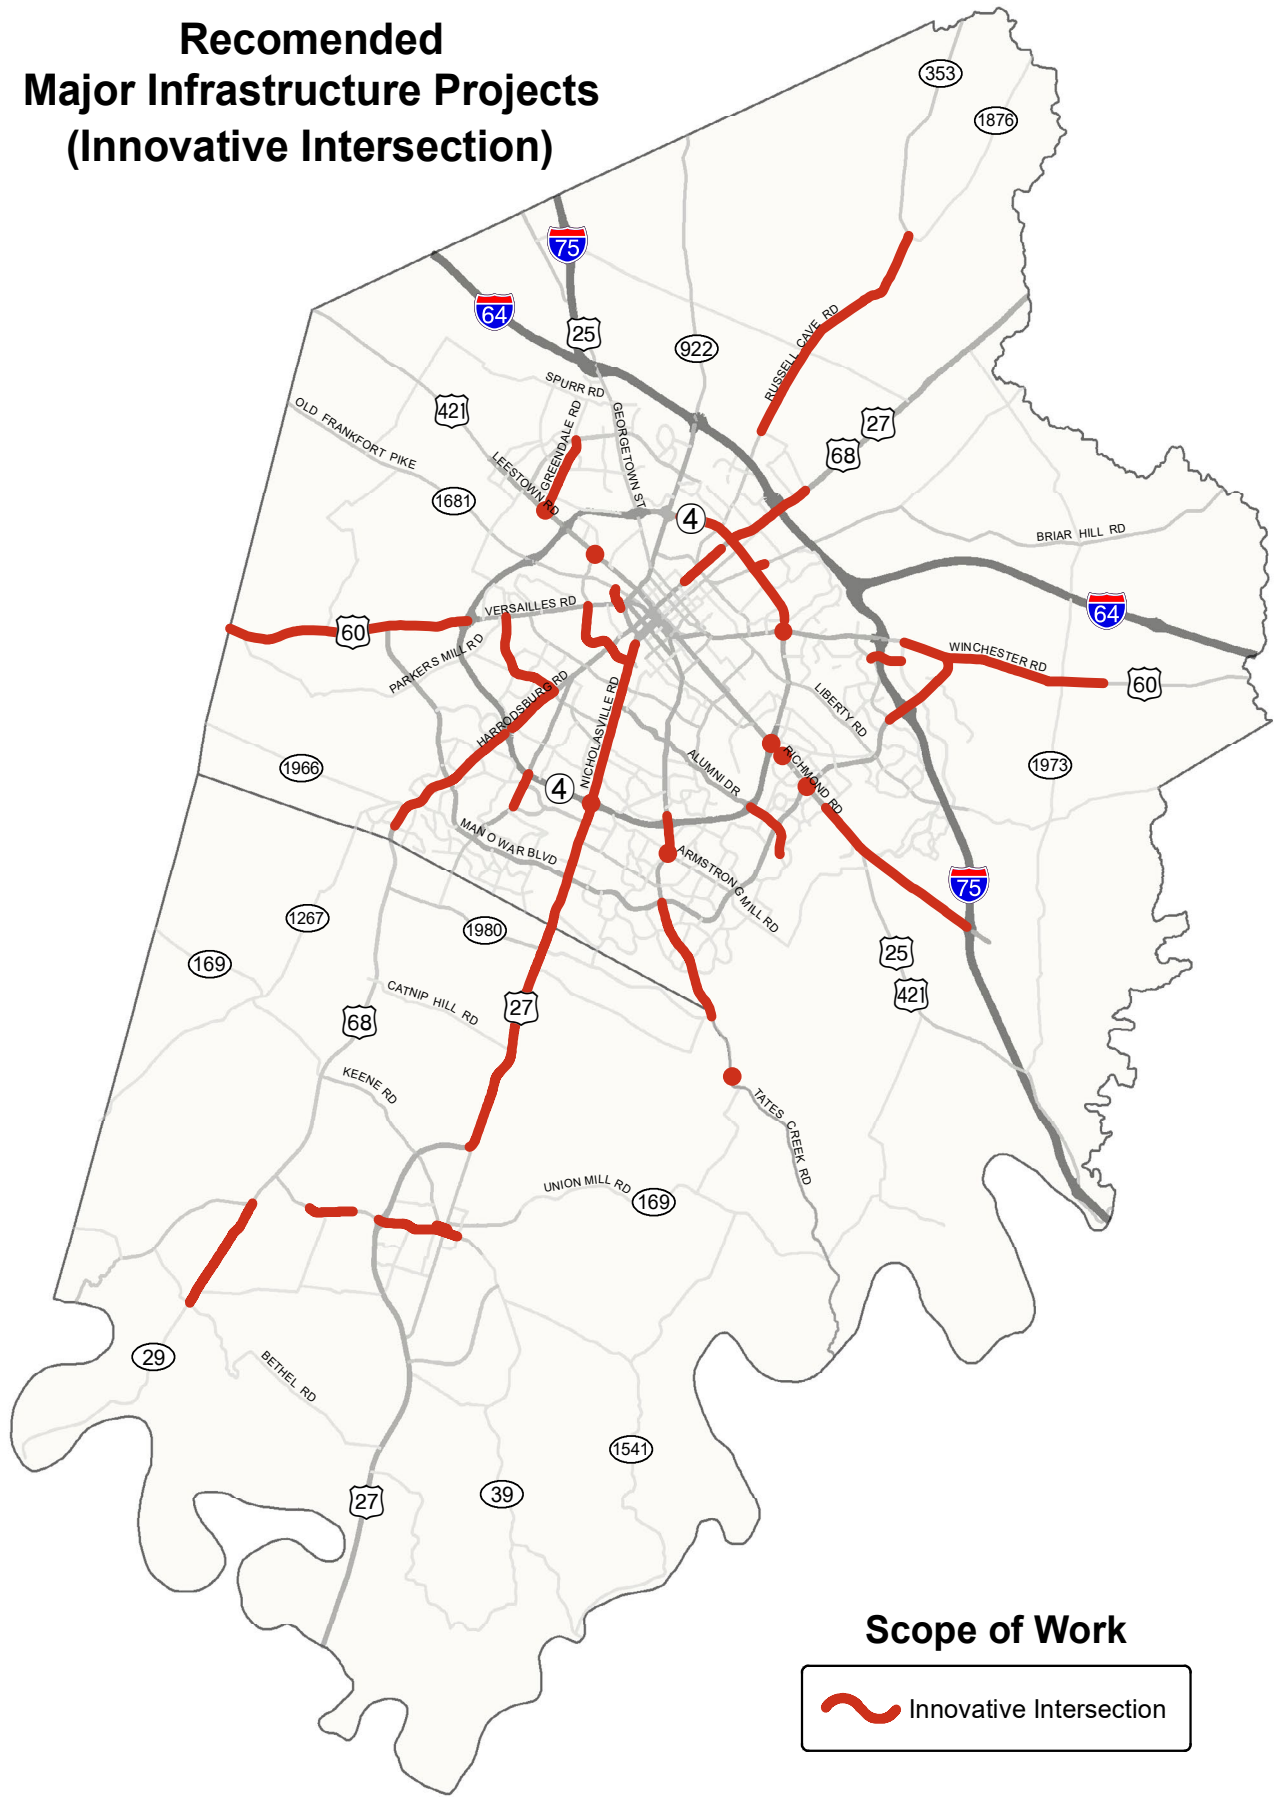 Recomended
Major Infrastructure Projects
(Innovative Intersection)
353
1876
75
64
25
922
RUSSELL CAVE RD
SPURR RD
421
OLD FRANKFORT PIKE
GREENDALE RD
GEORGETOWN ST
27
68
LEESTOWN RD
1681
4
BRIAR HILL RD
VERSAILLES RD
64
60
PARKERS MILL RD
WINCHESTER RD
60
HARRODSBURG RD
NICHOLASVILLE RD
LIBERTY RD
1966
4
ALUMNI DR
RICHMOND RD
1973
MAN O WAR BLVD
ARMSTRONG MILL RD
75
1267
1980
169
25
421
CATNIP HILL RD
27
68
KEENE RD
TATES CREEK RD
UNION MILL RD
169
29
BETHEL RD
1541
39
27
Scope of Work
Innovative Intersection